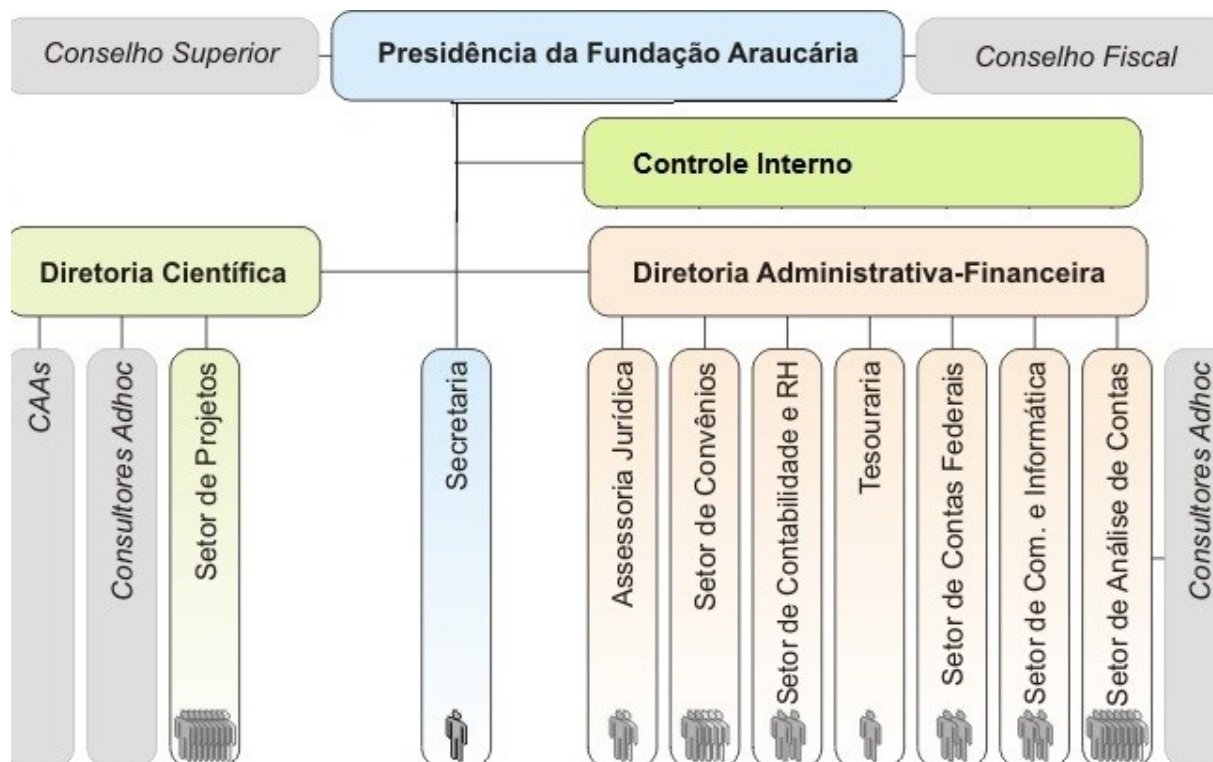 Conselho Superior
Presidência da Fundação Araucária
Conselho Fiscal
Controle Interno
Diretoria Científica
Diretoria Administrativa-Financeira
CAAs
Consultores Adhoc
Setor de Projetos
Secretaria
Assessoria Jurídica
Setor de Convênios
Setor de Contabilidade e RH
Tesouraria
Setor de Contas Federais
Setor de Com. e Informática
Setor de Análise de Contas
Consultores Adhoc